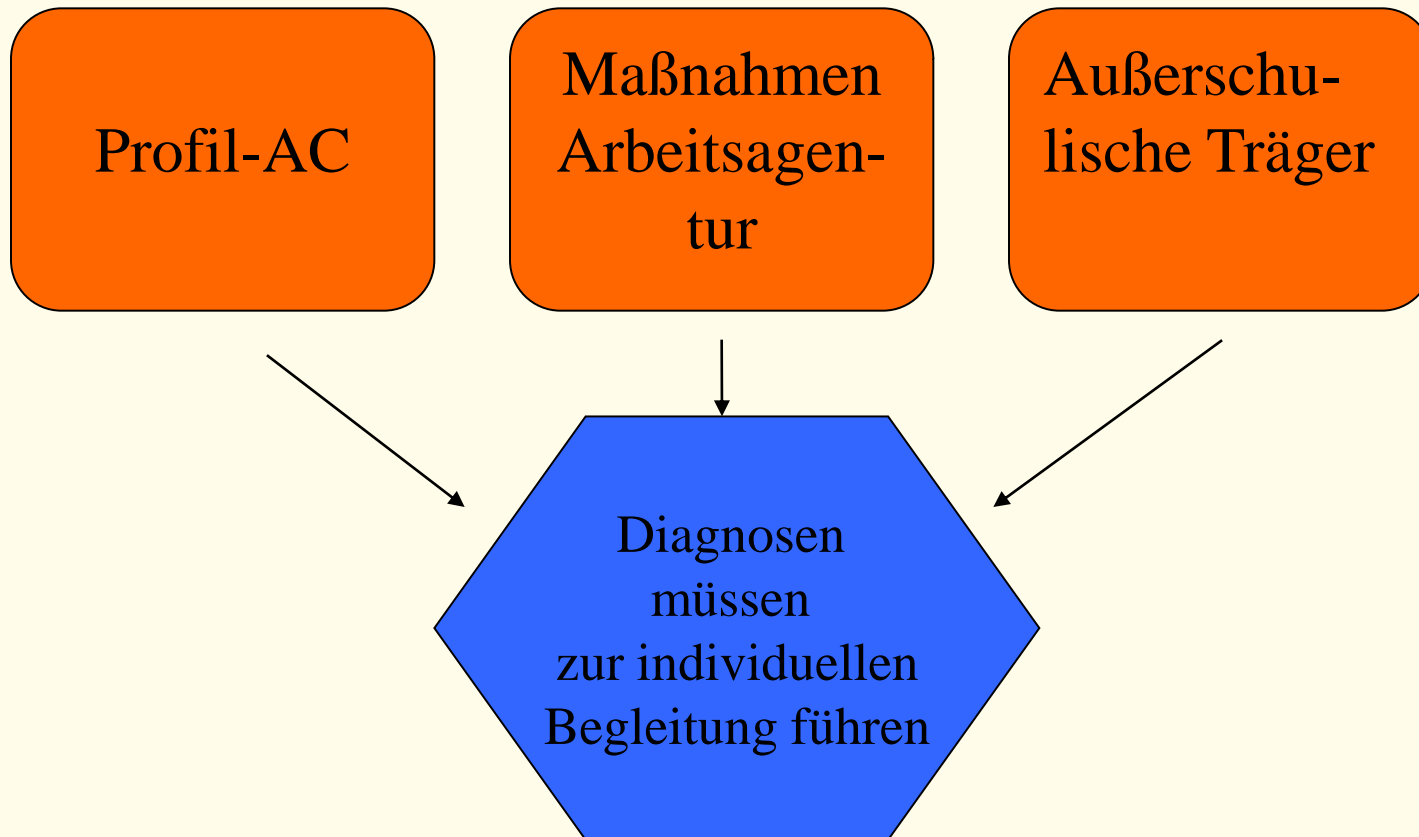 Profil-AC
Maßnahmen
Arbeitsagen-
tur
Außerschu-
lische Träger
Diagnosen
müssen
zur individuellen
Begleitung führen